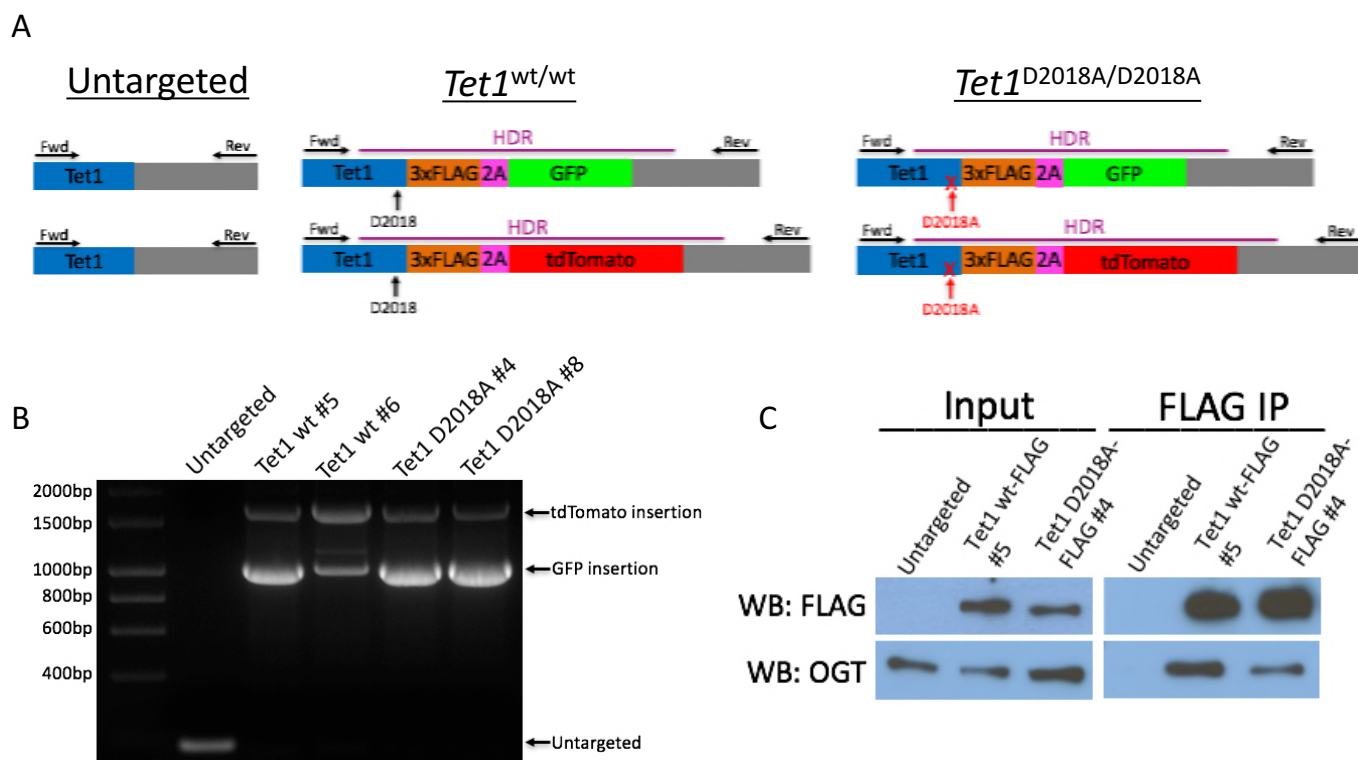 A
Untargeted
Tet1wt/wt
Tet1D2018A/D2018A
Fwd Rev
Tet1
Fwd HDR Rev
Tet1 3xFLAG 2A GFP
D2018
Fwd HDR Rev
Tet1 3xFLAG 2A GFP
D2018A
Fwd Rev
Tet1
Fwd HDR Rev
Tet1 3xFLAG 2A tdTomato
D2018
Fwd HDR Rev
Tet1 3xFLAG 2A tdTomato
D2018A
B
Untargeted
Tet1 wt #5
Tet1 wt #6
Tet1 D2018A #4
Tet1 D2018A #8
2000bp
1500bp
1000bp
800bp
600bp
400bp
tdTomato insertion
GFP insertion
Untargeted
C
Input
FLAG IP
Untargeted
Tet1 wt-FLAG
#5
Tet1 D2018A-
FLAG #4
Untargeted
Tet1 wt-FLAG
#5
Tet1 D2018A-
FLAG #4
WB: FLAG
WB: OGT